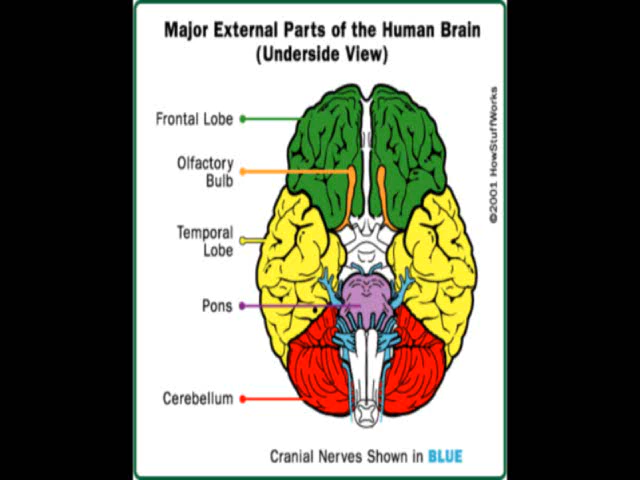 Major External Parts of the Human Brain
(Underside View)
Frontal Lobe
Olfactory
Bulb
Temporal
Lobe
Pons
Cerebellum
©2001 HowStuffWorks
Cranial Nerves Shown in BLUE